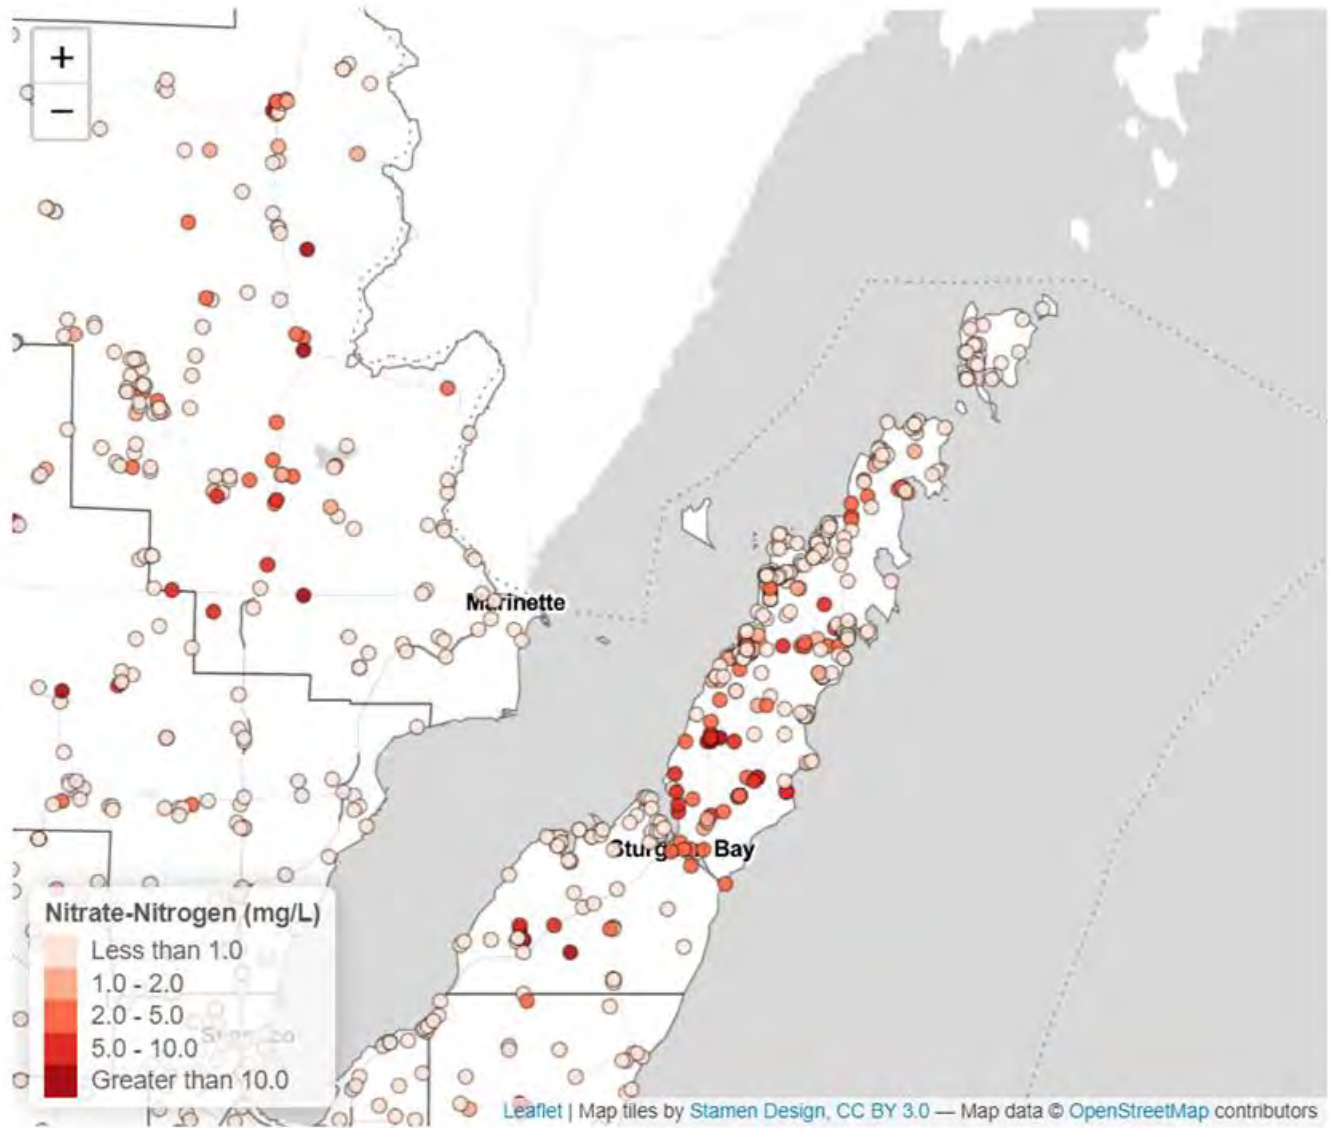 +
−
Marinette
Sturg Bay
Nitrate-Nitrogen (mg/L)
Less than 1.0
1.0 - 2.0
2.0 - 5.0
5.0 - 10.0
Greater than 10.0
Leaflet | Map tiles by Stamen Design, CC BY 3.0 — Map data © OpenStreetMap contributors